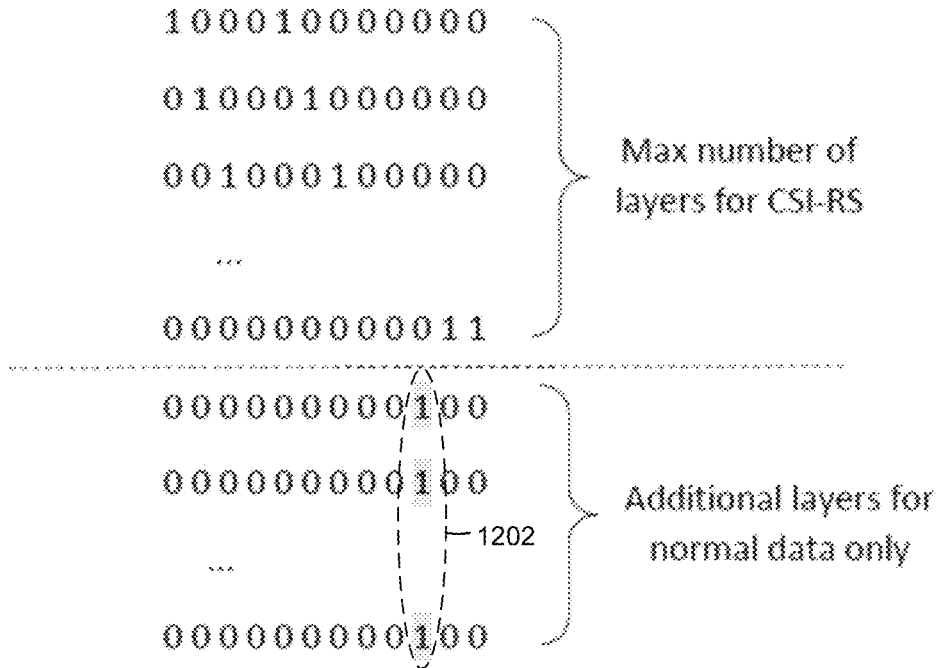 100010000000
010001000000
001000100000
Max number of
layers for CSI-RS
...
000000000011
000000000100
000000000100
1202
Additional layers for
normal data only
...
000000000100